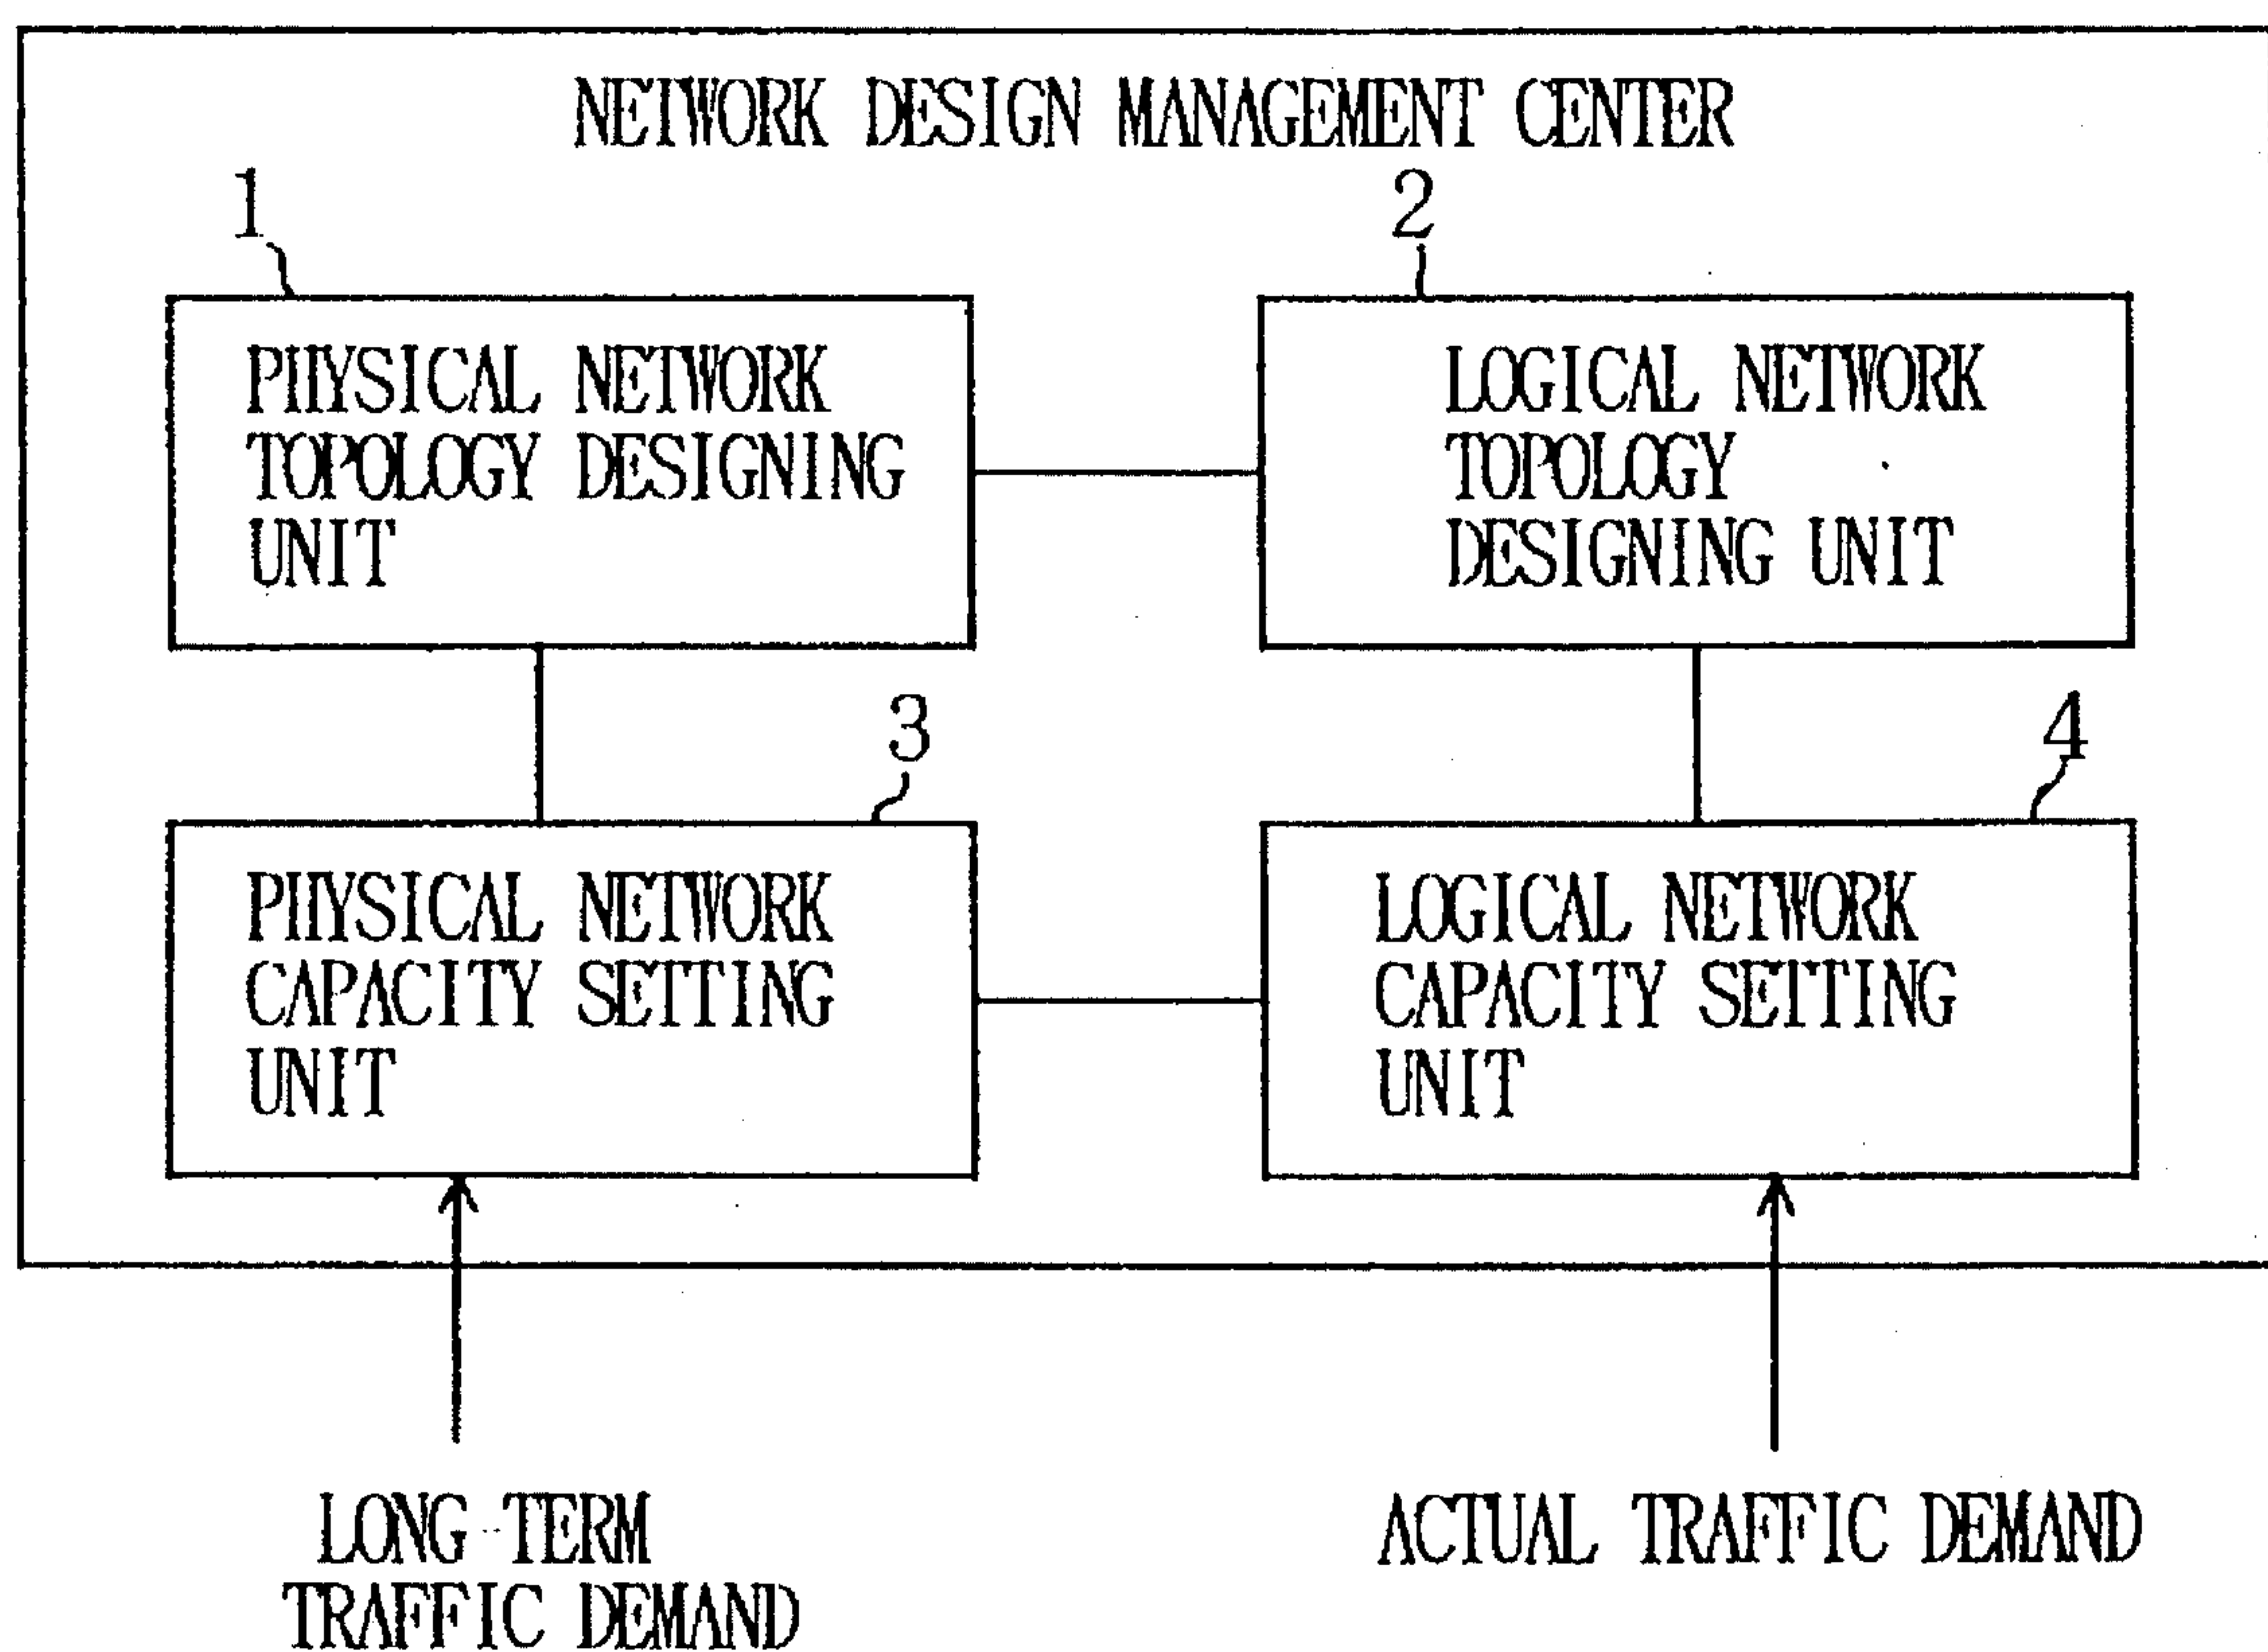 NETWORK DESIGN MANAGEMENT CENTER
1
2
PHYSICAL NETWORK
TOPOLOGY DESIGNING
UNIT
LOGICAL NETWORK
TOPOLOGY
DESIGNING UNIT
3
4
PHYSICAL NETWORK
CAPACITY SETTING
UNIT
LOGICAL NETWORK
CAPACITY SETTING
UNIT
LONG-TERM
TRAFFIC DEMAND
ACTUAL TRAFFIC DEMAND